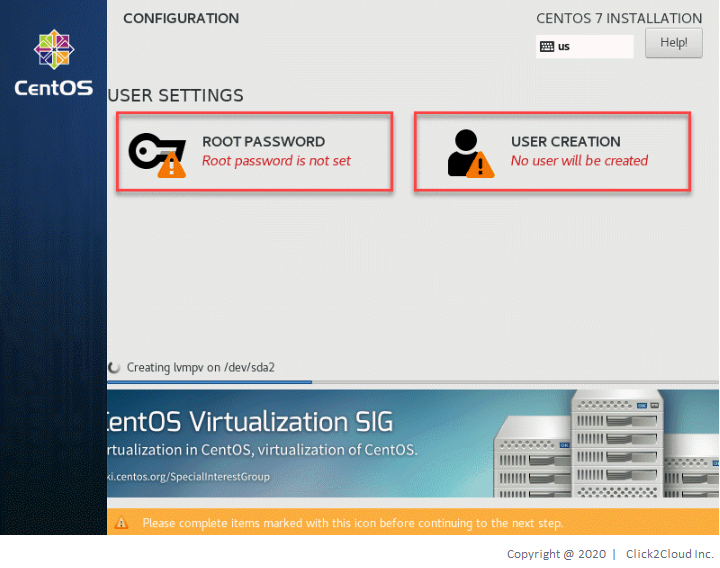 CONFIGURATION
CENTOS 7 INSTALLATION
us
Help!
CentOS
USER SETTINGS
ROOT PASSWORD
Root password is not set
USER CREATION
No user will be created
Creating lvmpv on /dev/sda2
CentOS Virtualization SIG
rtualization in CentOS, virtualization of CentOS.
ki.centos.org/SpecialInterestGroup
Please complete items marked with this icon before continuing to the next step.
Copyright @ 2020 | Click2Cloud Inc.